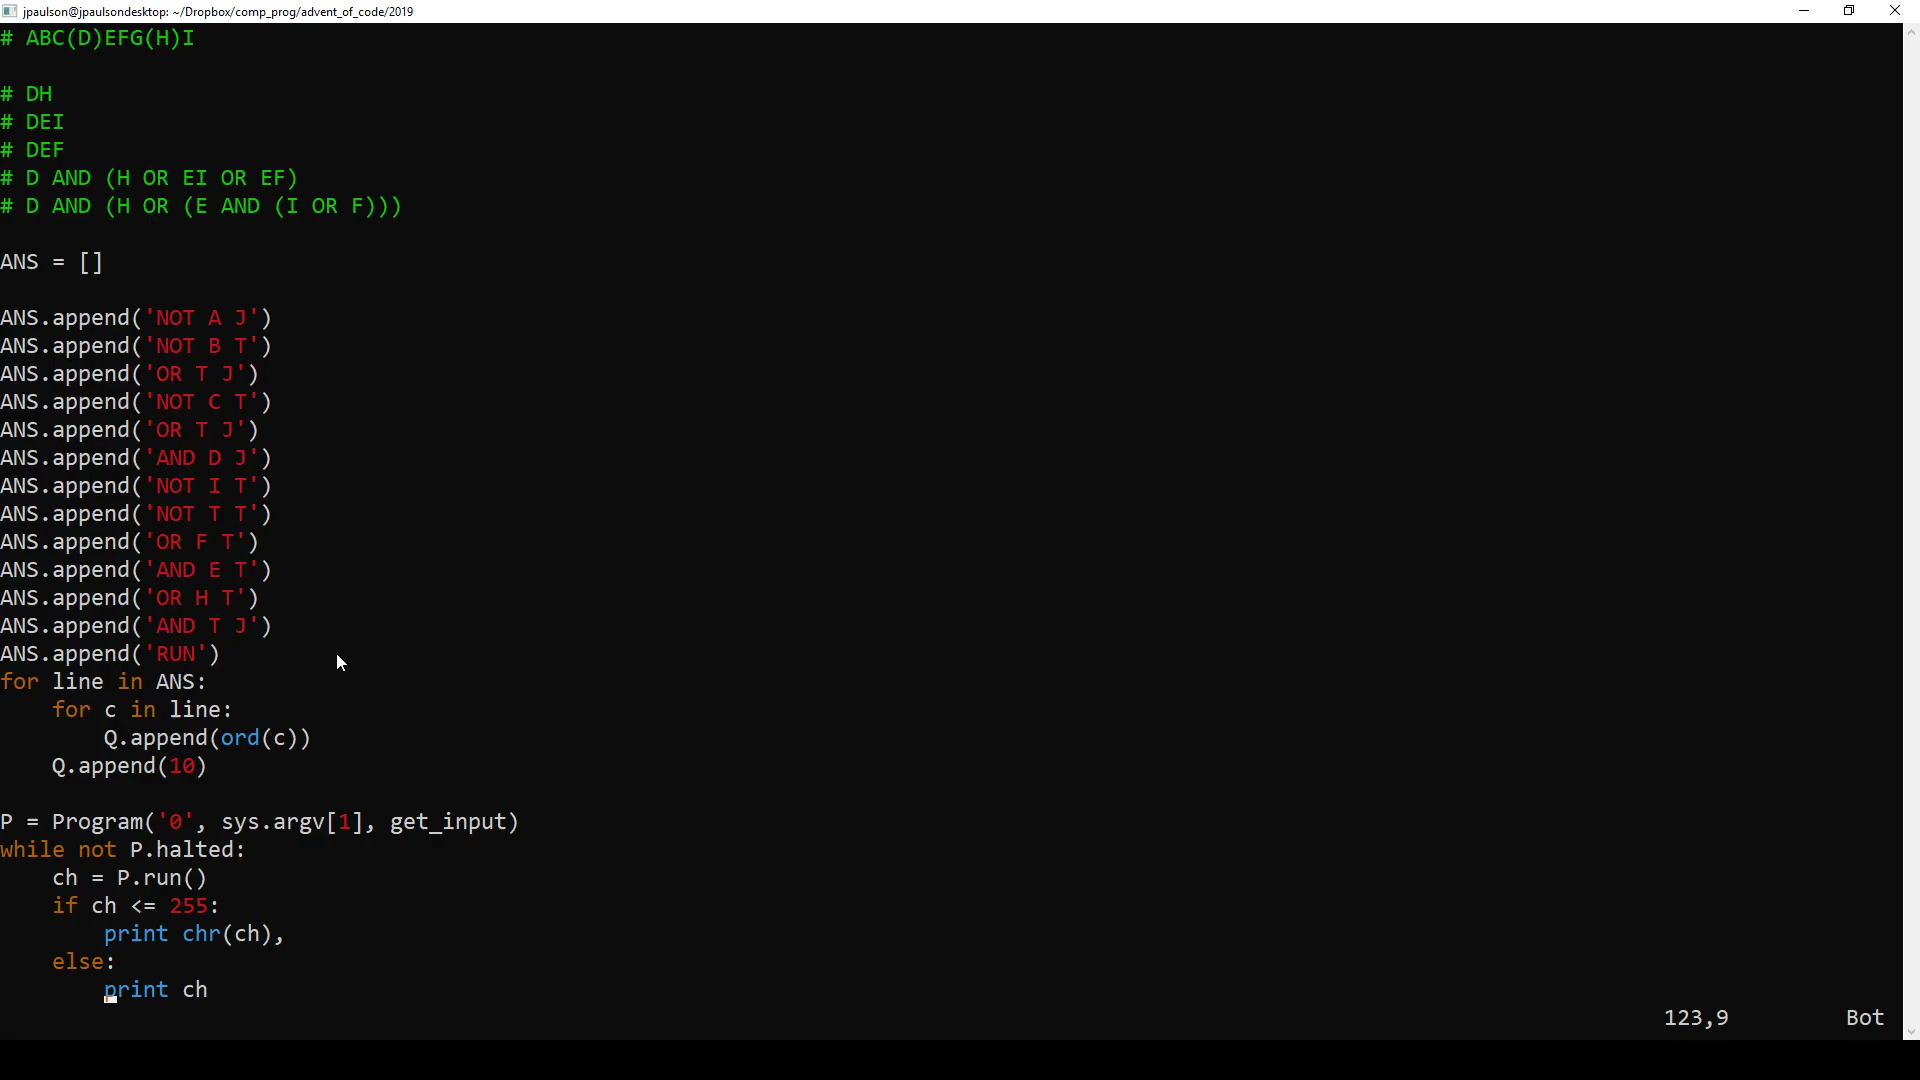 jpaulson@jpaulsondesktop: ~/Dropbox/comp_prog/advent_of_code/2019
# ABC(D)EFG(H)I
# DH
# DEI
# DEF
# D AND (H OR EI OR EF)
# D AND (H OR (E AND (I OR F)))
ANS = []
ANS.append('NOT A J')
ANS.append('NOT B T')
ANS.append('OR T J')
ANS.append('NOT C T')
ANS.append('OR T J')
ANS.append('AND D J')
ANS.append('NOT I T')
ANS.append('NOT T T')
ANS.append('OR F T')
ANS.append('AND E T')
ANS.append('OR H T')
ANS.append('AND T J')
ANS.append('RUN')
for line in ANS:
    for c in line:
        Q.append(ord(c))
    Q.append(10)
P = Program('0', sys.argv[1], get_input)
while not P.halted:
    ch = P.run()
    if ch <= 255:
        print chr(ch),
    else:
        print ch
123,9 Bot